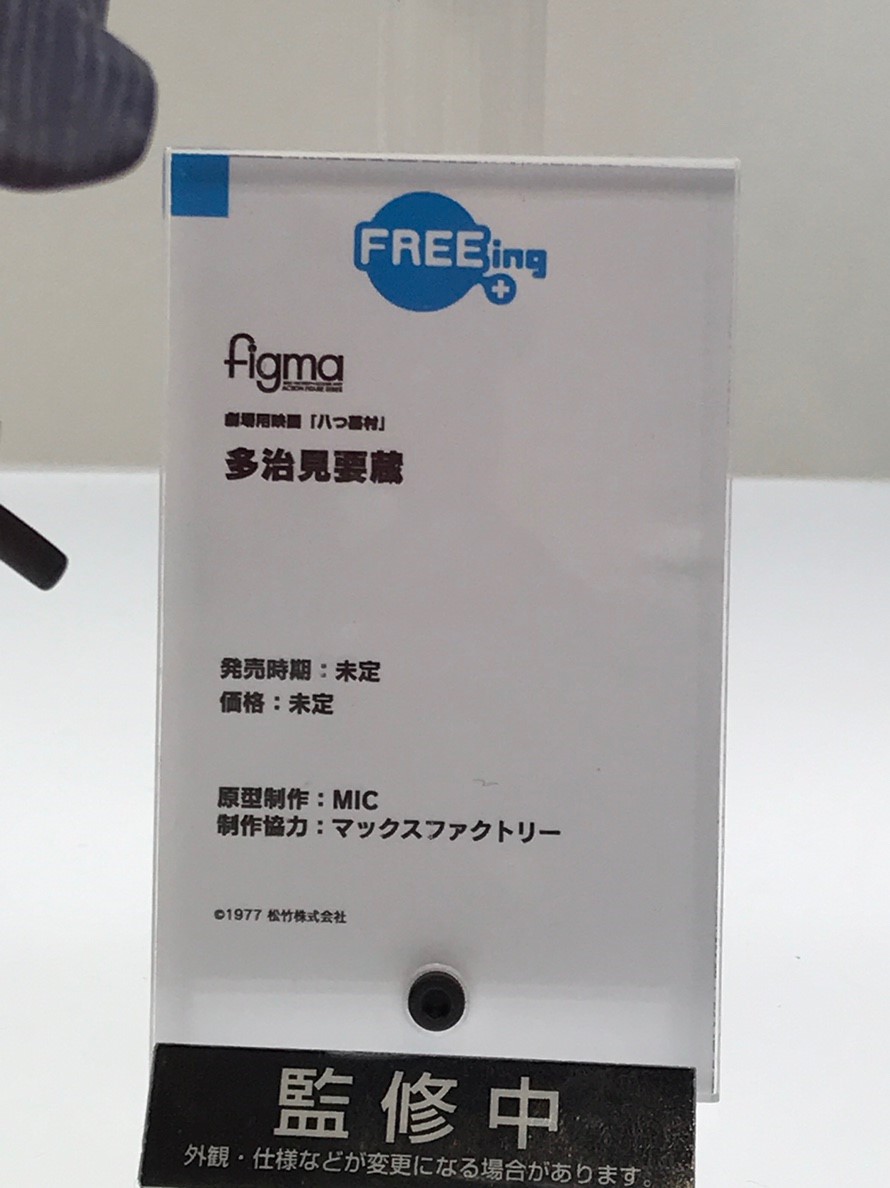 FREEing
figma
劇場用映画「八つ墓村」
多治見要蔵
発売時期：未定
価格：未定
原型制作：MIC
制作協力：マックスファクトリー
©1977 松竹株式会社
監修中
外観・仕様などが変更になる場合があります。